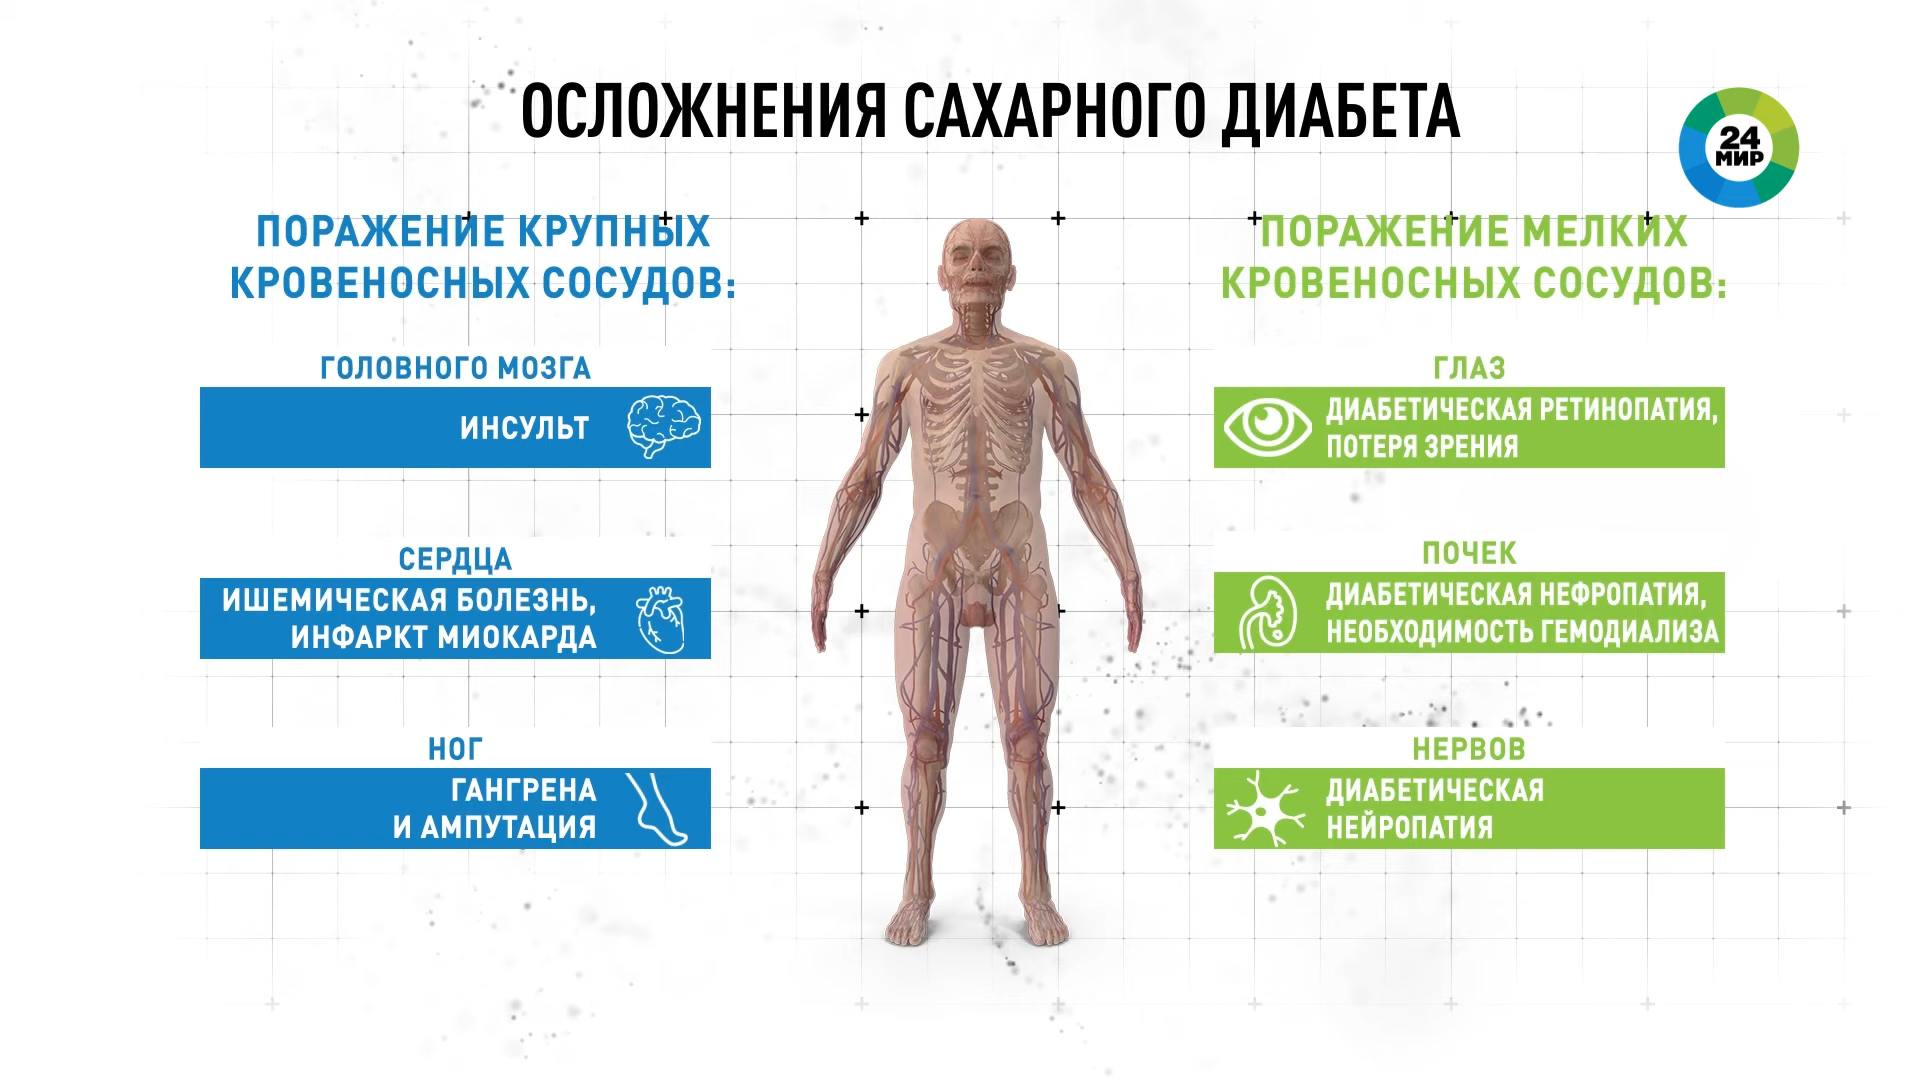 ОСЛОЖНЕНИЯ САХАРНОГО ДИАБЕТА
24
МИР
ПОРАЖЕНИЕ КРУПНЫХ
КРОВЕНОСНЫХ СОСУДОВ:
ГОЛОВНОГО МОЗГА
ИНСУЛЬТ
СЕРДЦА
ИШЕМИЧЕСКАЯ БОЛЕЗНЬ,
ИНФАРКТ МИОКАРДА
НОГ
ГАНГРЕНА
И АМПУТАЦИЯ
ПОРАЖЕНИЕ МЕЛКИХ
КРОВЕНОСНЫХ СОСУДОВ:
ГЛАЗ
ДИАБЕТИЧЕСКАЯ РЕТИНОПАТИЯ,
ПОТЕРЯ ЗРЕНИЯ
ПОЧЕК
ДИАБЕТИЧЕСКАЯ НЕФРОПАТИЯ,
НЕОБХОДИМОСТЬ ГЕМОДИАЛИЗА
НЕРВОВ
ДИАБЕТИЧЕСКАЯ
НЕЙРОПАТИЯ